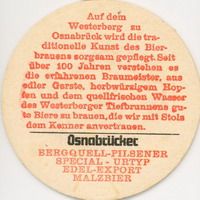 Auf dem
Westerberg zu
Osnabrück wird die tra-
ditionelle Kunst des Bier-
brauens sorgsam gepflegt. Seit
über 100 Jahren verstehen es
die erfahrenen Braumeister, aus
edler Gerste, herbwürzigem Hop-
fen und dem quellfrischen Wasser
des Westerberger Tiefbrunnens gu-
te Biere zu brauen, die wir mit Stolz
dem Kenner anvertrauen.
Osnabrücker
BERGQUELL-PILSENER
SPECIAL - URTYP
EDEL-EXPORT
MALZBIER